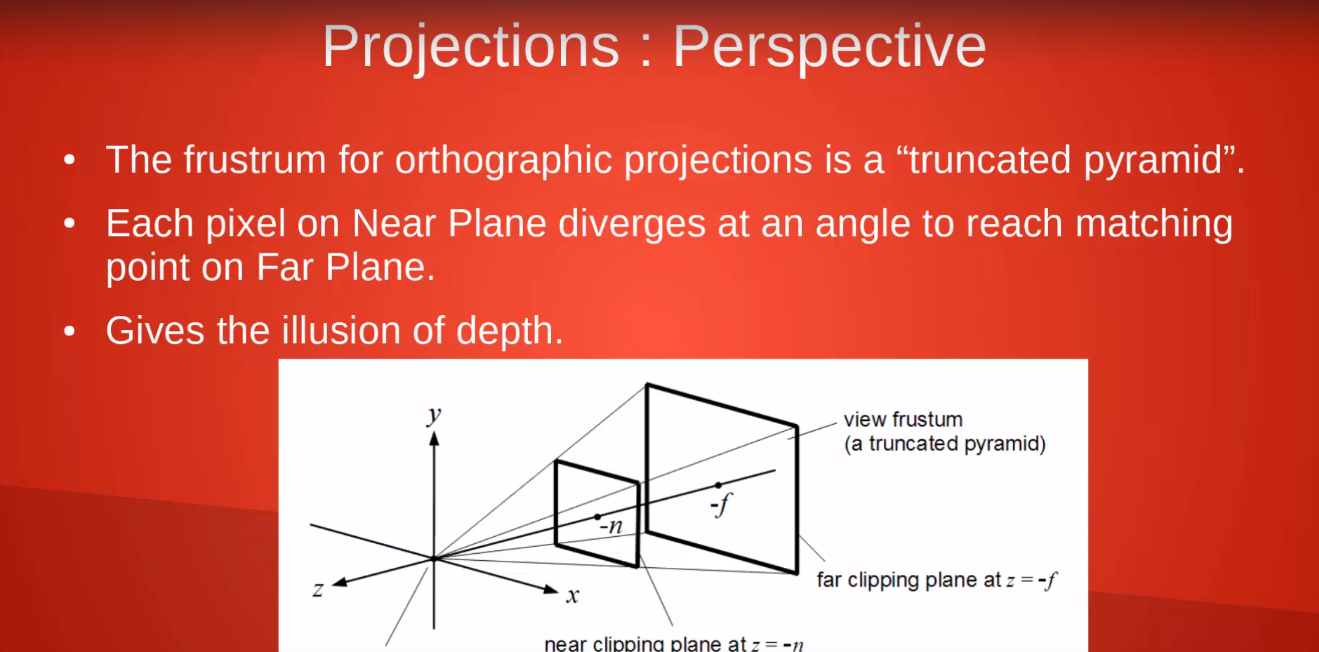 Projections : Perspective
• The frustrum for orthographic projections is a “truncated pyramid”.
• Each pixel on Near Plane diverges at an angle to reach matching
point on Far Plane.
• Gives the illusion of depth.
y
view frustum
(a truncated pyramid)
-f
-n
z
x
far clipping plane at z = -f
near clipping plane at z = -n